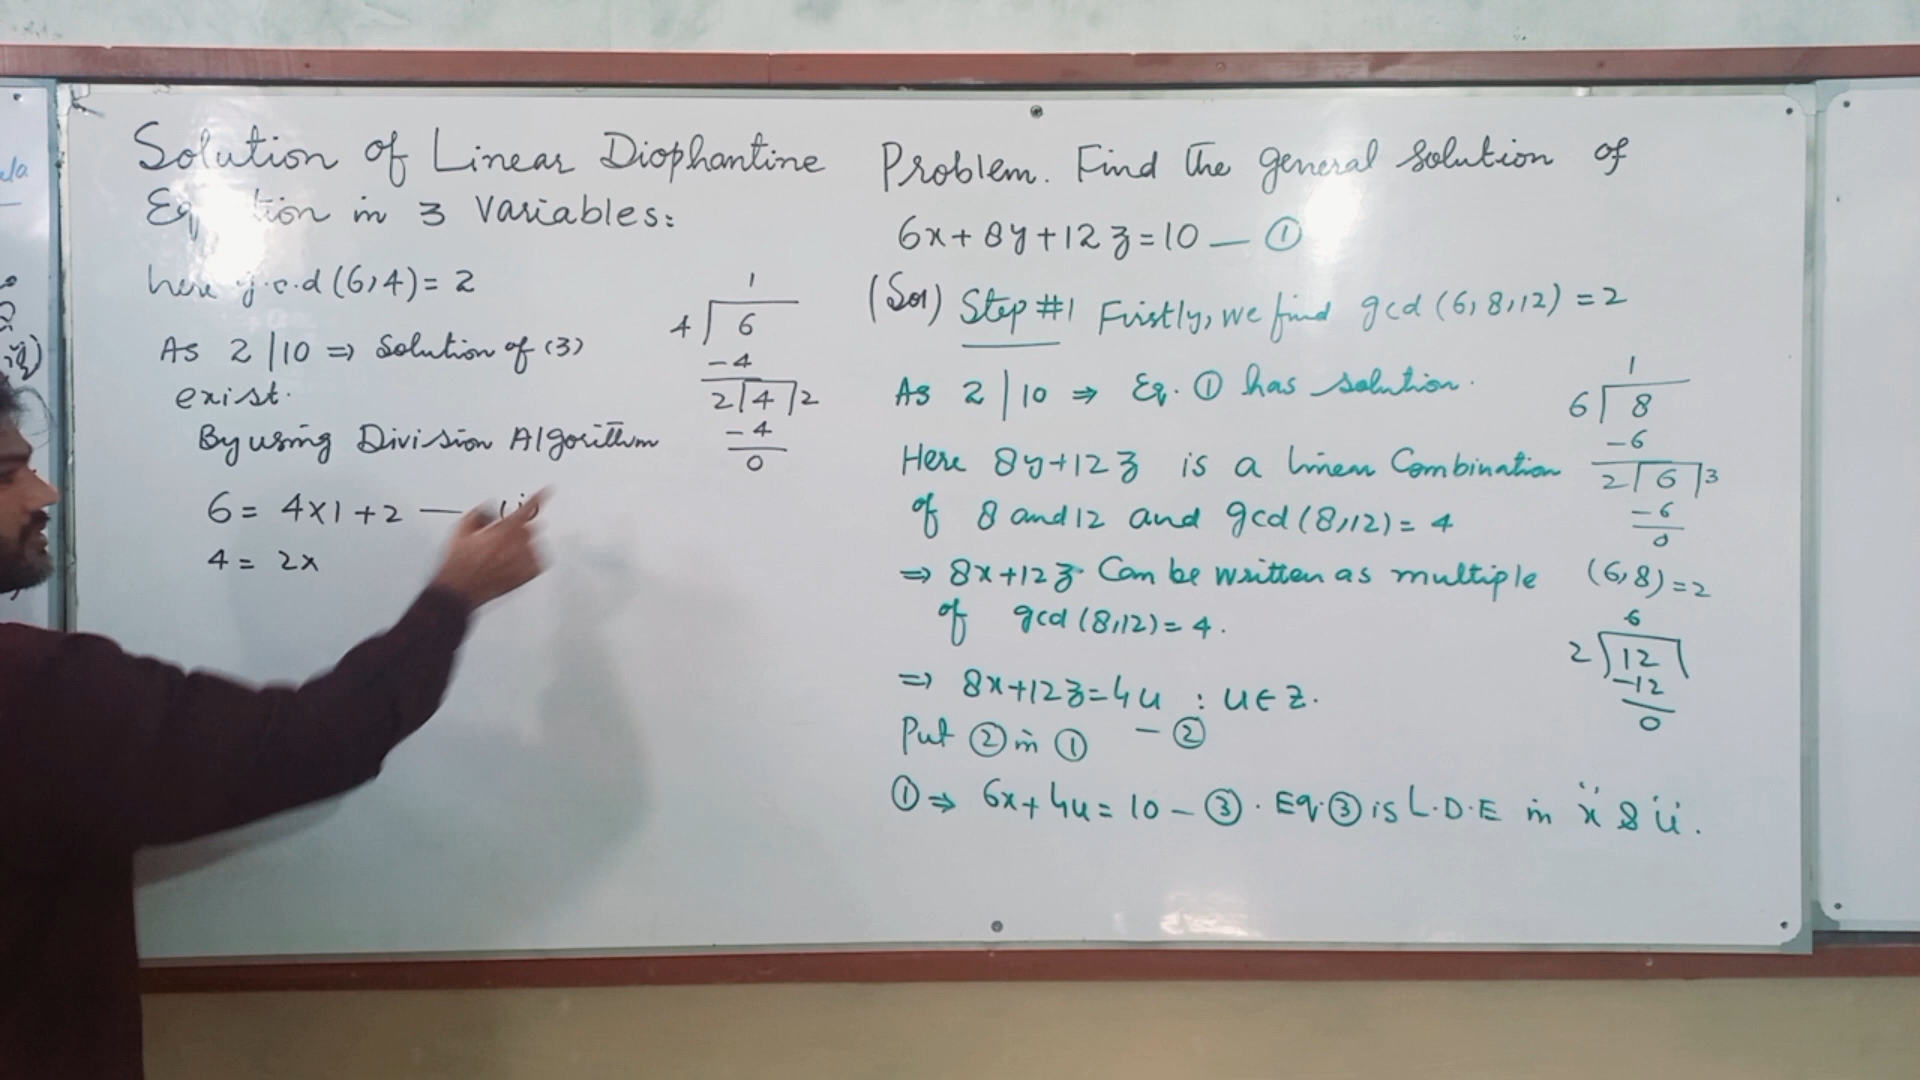 Solution of Linear Diophantine
Eq tion in 3 Variables:
here g.c.d (6,4) = 2
As 2 | 10 => Solution of (3)
exist.
By using Division Algorithm
6 = 4x1 + 2 — (i)
4 = 2x
1
4 6
-4
2 4 2
-4
0
Problem. Find the general solution of
6x + 8y + 12z = 10 — ①
(Sol) Step #1 Firstly, we find gcd (6,8,12) = 2
As 2 | 10 ⇒ Eq. ① has solution.
Here 8y+12z is a linear Combination
of 8 and 12 and gcd (8,12) = 4
⇒ 8x+12z Can be written as multiple
of gcd (8,12) = 4.
⇒ 8x+12z = 4u : u ∈ Z.
Put ② in ① — ②
① ⇒ 6x + 4u = 10 — ③ . Eq. ③ is L.D.E in "x" & "u".
1
6 8
-6
2 6 3
-6
0
(6,8) = 2
6
2 12
-12
0